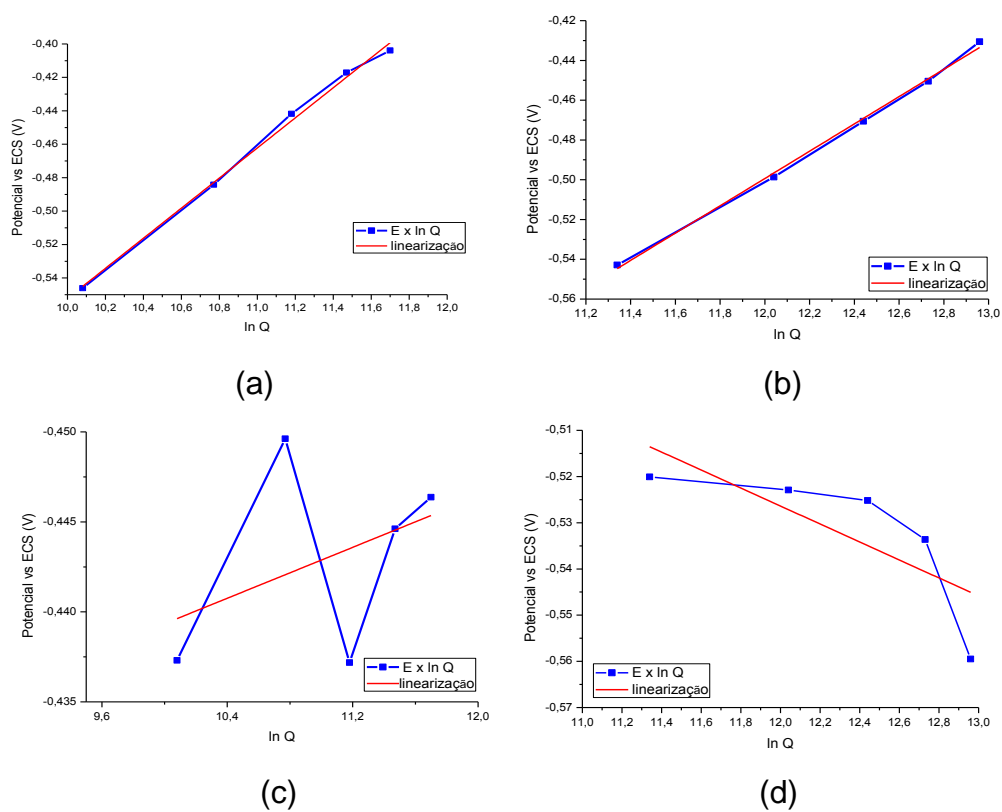 -0,40
-0,42
-0,44
-0,46
-0,48
-0,50
-0,52
-0,54
Potencial vs ECS (V)
E x ln Q
linearização
10,0 10,2 10,4 10,6 10,8 11,0 11,2 11,4 11,6 11,8 12,0
ln Q
(a)
-0,42
-0,44
-0,46
-0,48
-0,50
-0,52
-0,54
-0,56
Potencial vs ECS (V)
E x ln Q
linearização
11,2 11,4 11,6 11,8 12,0 12,2 12,4 12,6 12,8 13,0
ln Q
(b)
-0,450
-0,445
-0,440
-0,435
Potencial vs ECS (V)
E x ln Q
linearização
9,6 10,4 11,2 12,0
ln Q
(c)
-0,51
-0,52
-0,53
-0,54
-0,55
-0,56
-0,57
Potencial vs ECS (V)
E x ln Q
linearização
11,0 11,2 11,4 11,6 11,8 12,0 12,2 12,4 12,6 12,8 13,0
ln Q
(d)